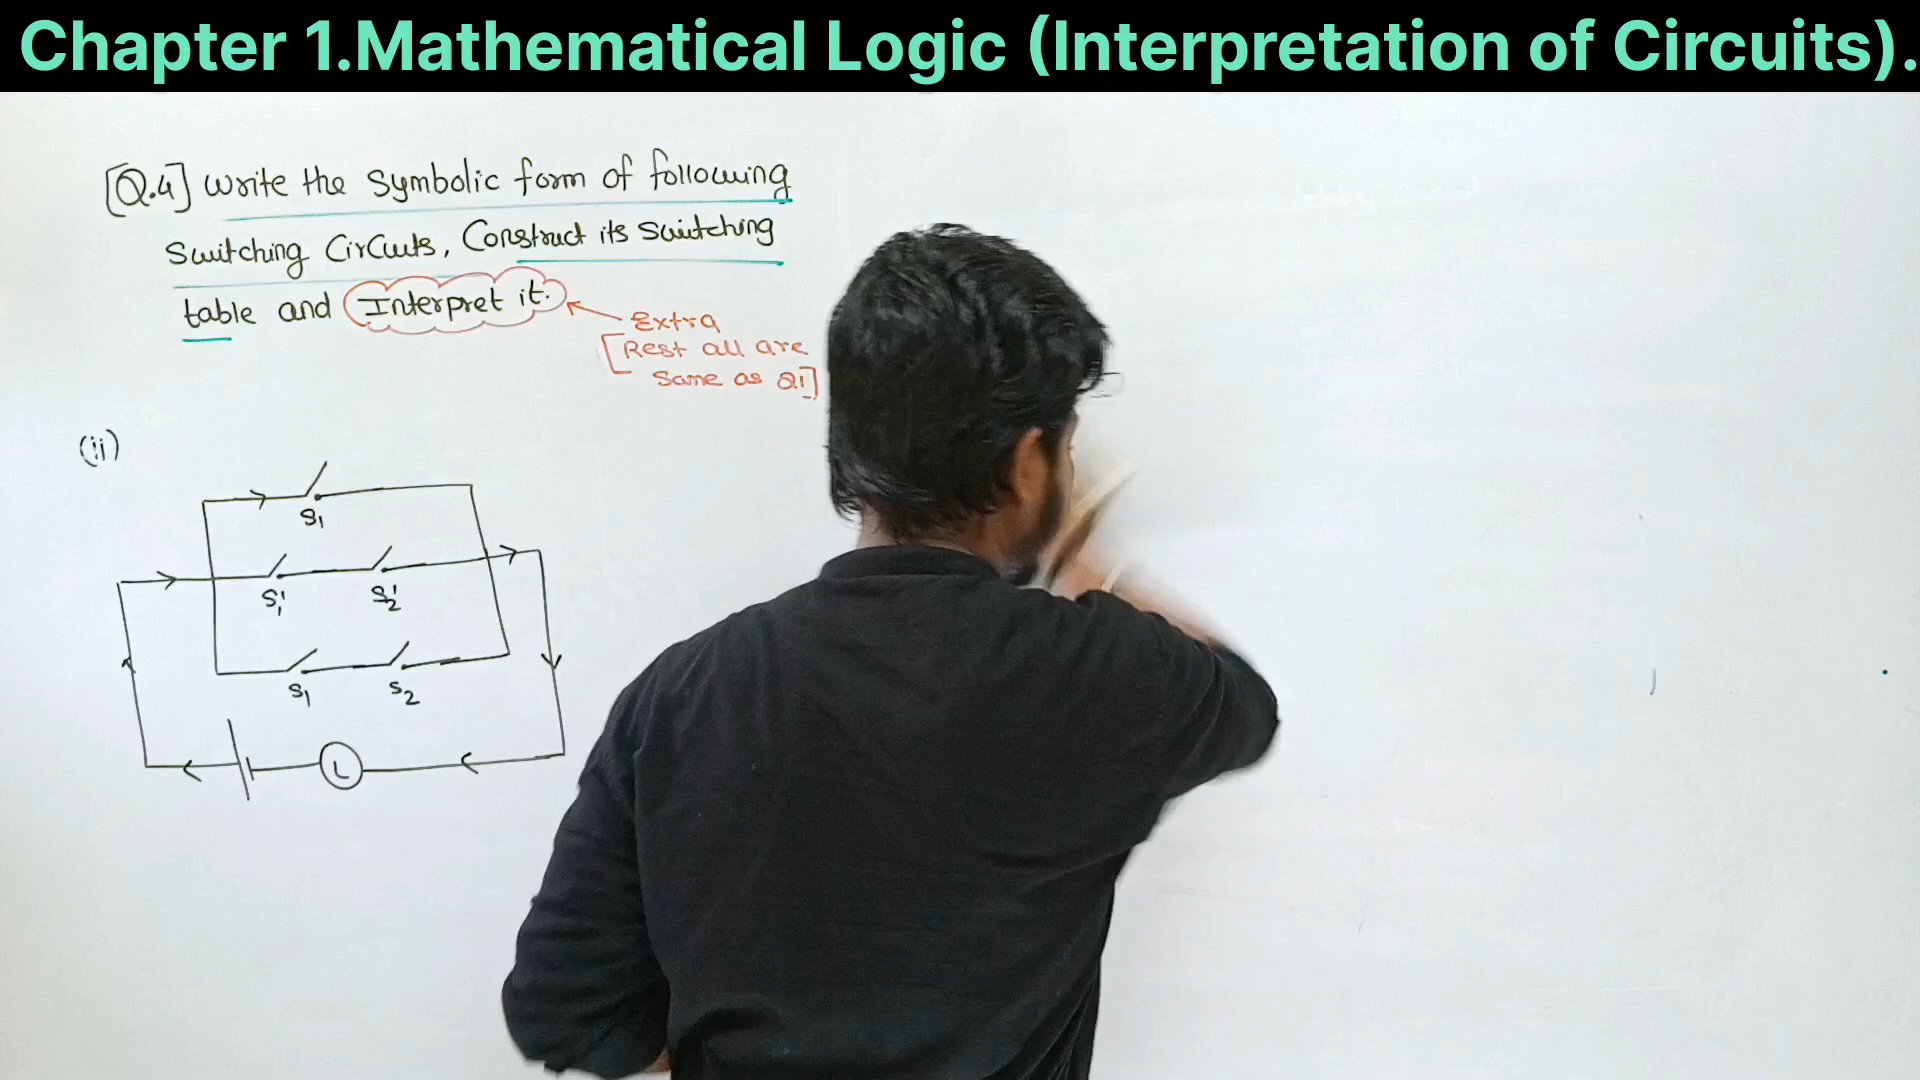 Chapter 1.Mathematical Logic (Interpretation of Circuits).
[Q.4] Write the Symbolic form of following
Switching Circuits, Construct its Switching
table and Interpret it.
Extra
[Rest all are
Same as Q1]
(ii)
S₁
S₁' S₂'
S₁ S₂
L